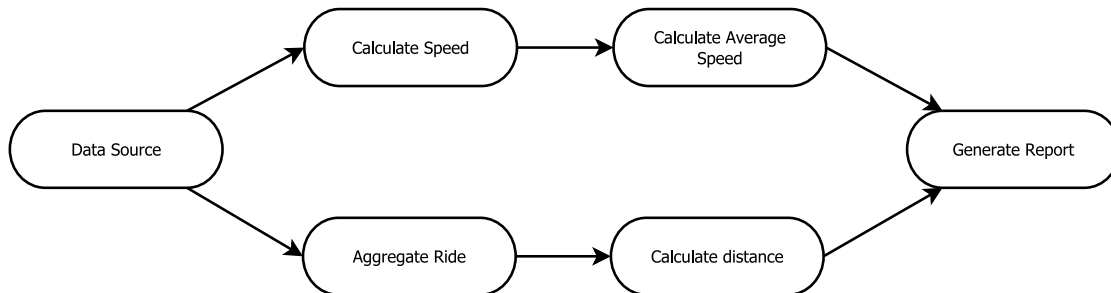 Calculate Speed
Calculate Average
Speed
Data Source
Generate Report
Aggregate Ride
Calculate distance